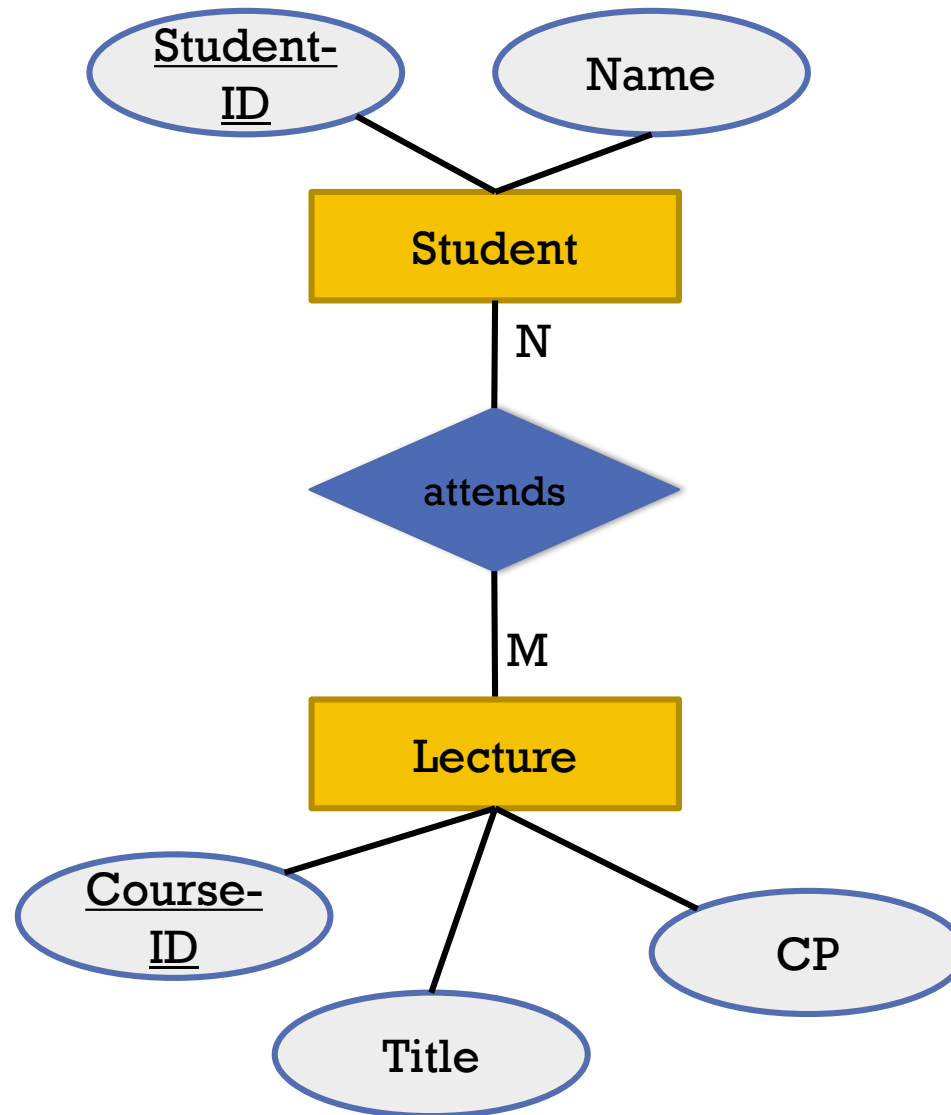 Student-
ID
Name
Student
N
attends
M
Lecture
Course-
ID
CP
Title